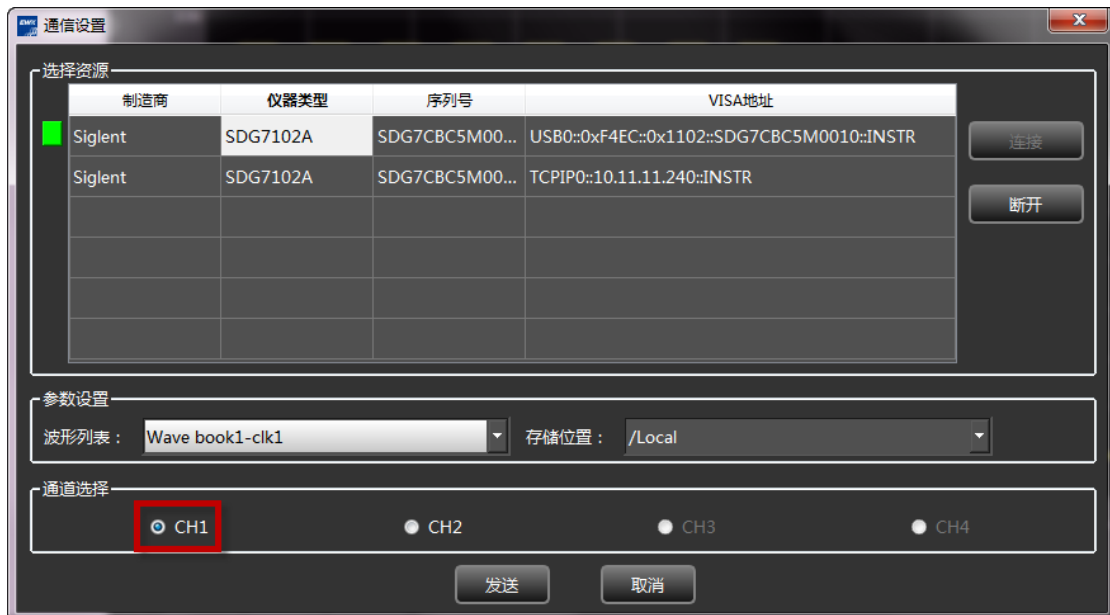 通信设置
选择资源
制造商 仪器类型 序列号 VISA地址
Siglent SDG7102A SDG7CBC5M00... USB0::0xF4EC::0x1102::SDG7CBC5M0010::INSTR 连接
Siglent SDG7102A SDG7CBC5M00... TCPIP0::10.11.11.240::INSTR
断开
参数设置
波形列表： Wave book1-clk1 存储位置： /Local
通道选择
CH1 CH2 CH3 CH4
发送 取消